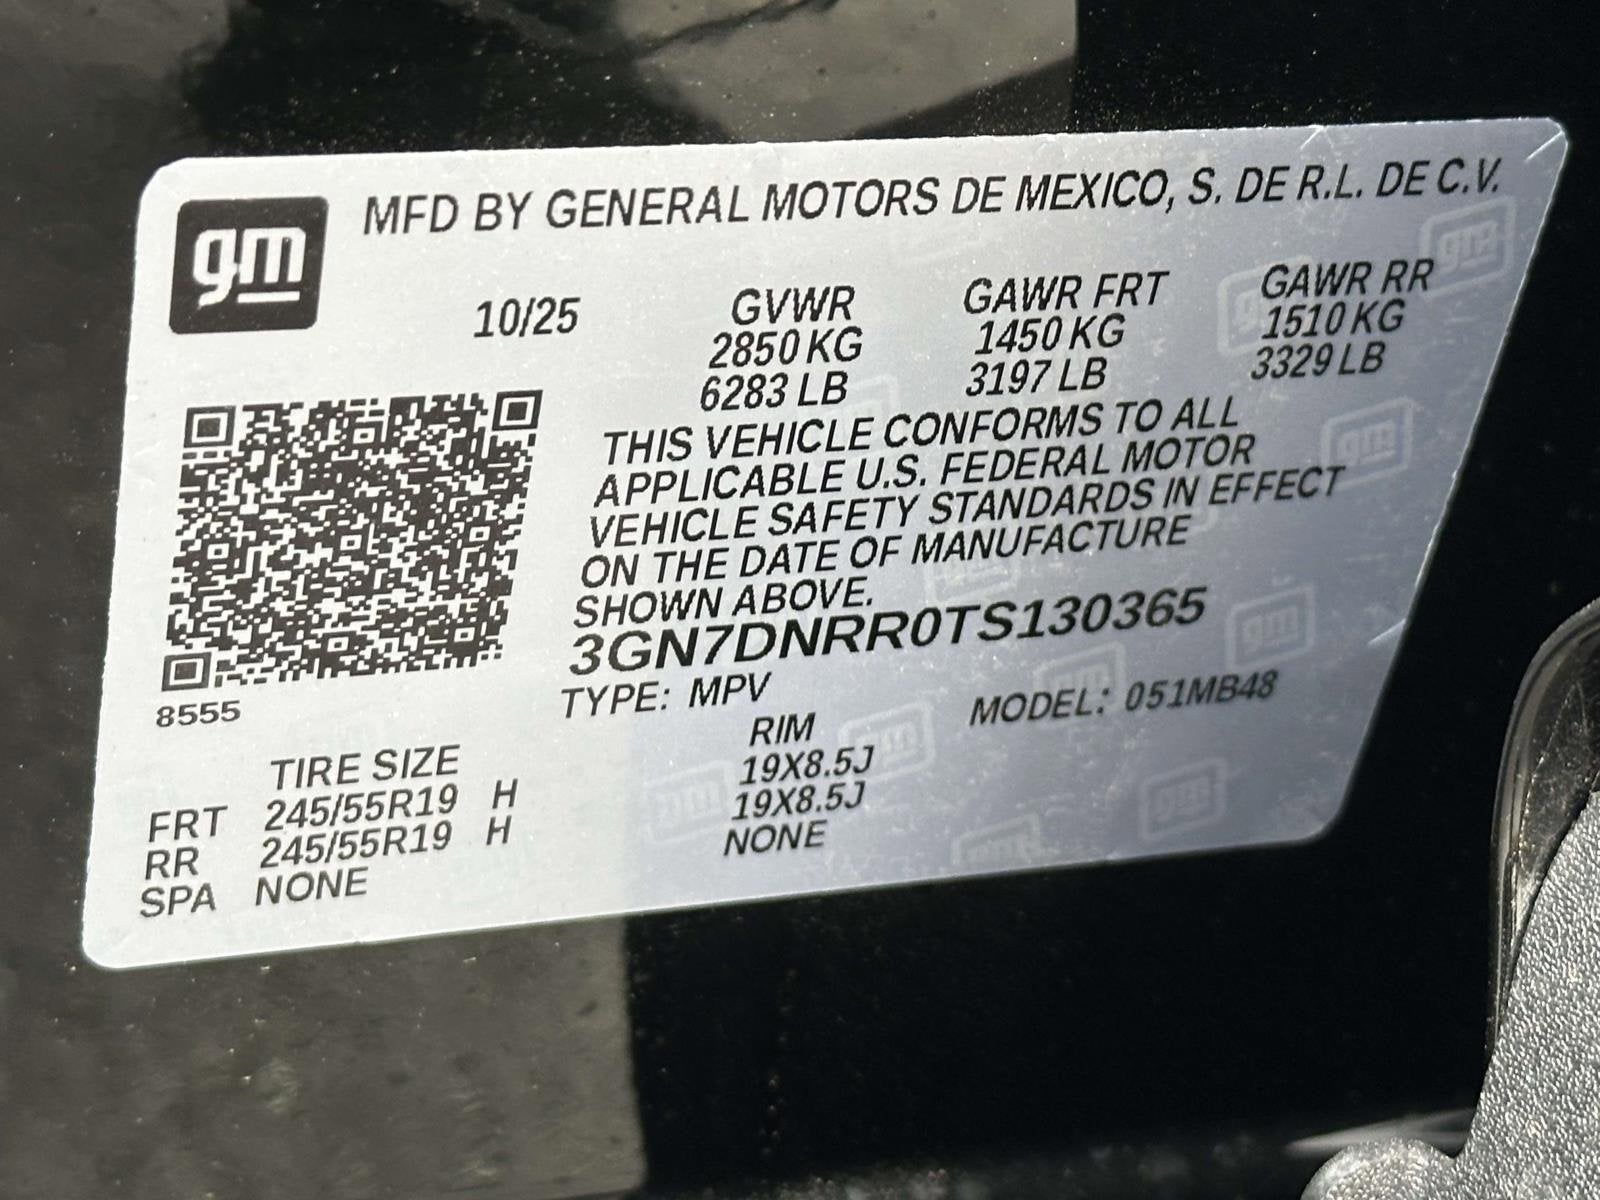 gm
MFD BY GENERAL MOTORS DE MEXICO, S. DE R.L. DE C.V.
10/25
GVWR GAWR FRT GAWR RR
2850 KG 1450 KG 1510 KG
6283 LB 3197 LB 3329 LB
THIS VEHICLE CONFORMS TO ALL
APPLICABLE U.S. FEDERAL MOTOR
VEHICLE SAFETY STANDARDS IN EFFECT
ON THE DATE OF MANUFACTURE
SHOWN ABOVE.
3GN7DNRR0TS130365
TYPE: MPV MODEL: 051MB48
8555
TIRE SIZE RIM
FRT 245/55R19 H 19X8.5J
RR 245/55R19 H 19X8.5J
SPA NONE NONE